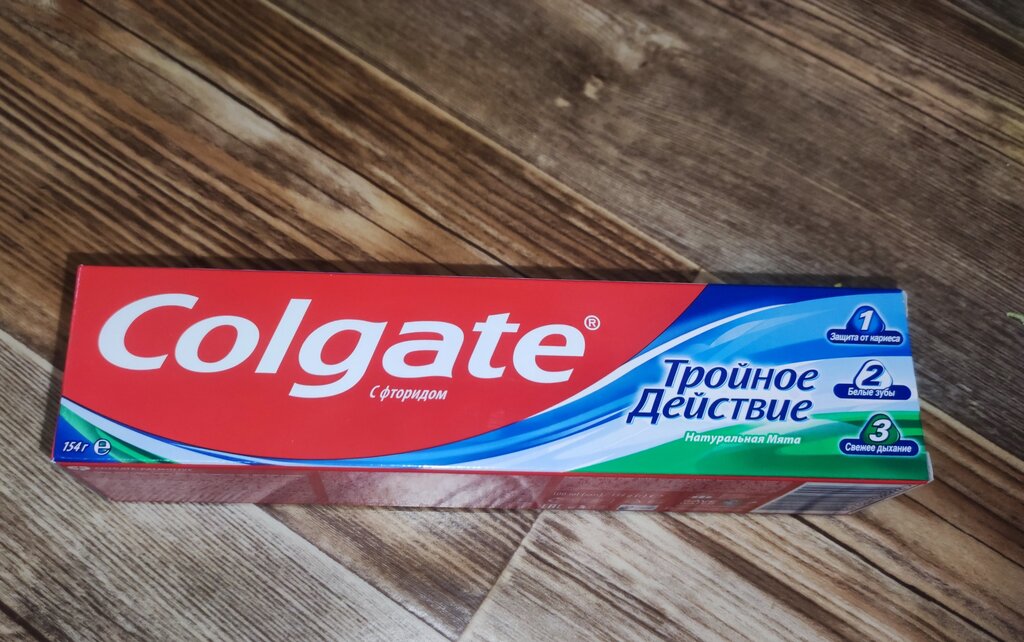 Colgate®
С фторидом
154 г ℮
Тройное
Действие
Натуральная Мята
1
Защита от кариеса
2
Белые зубы
3
Свежее дыхание